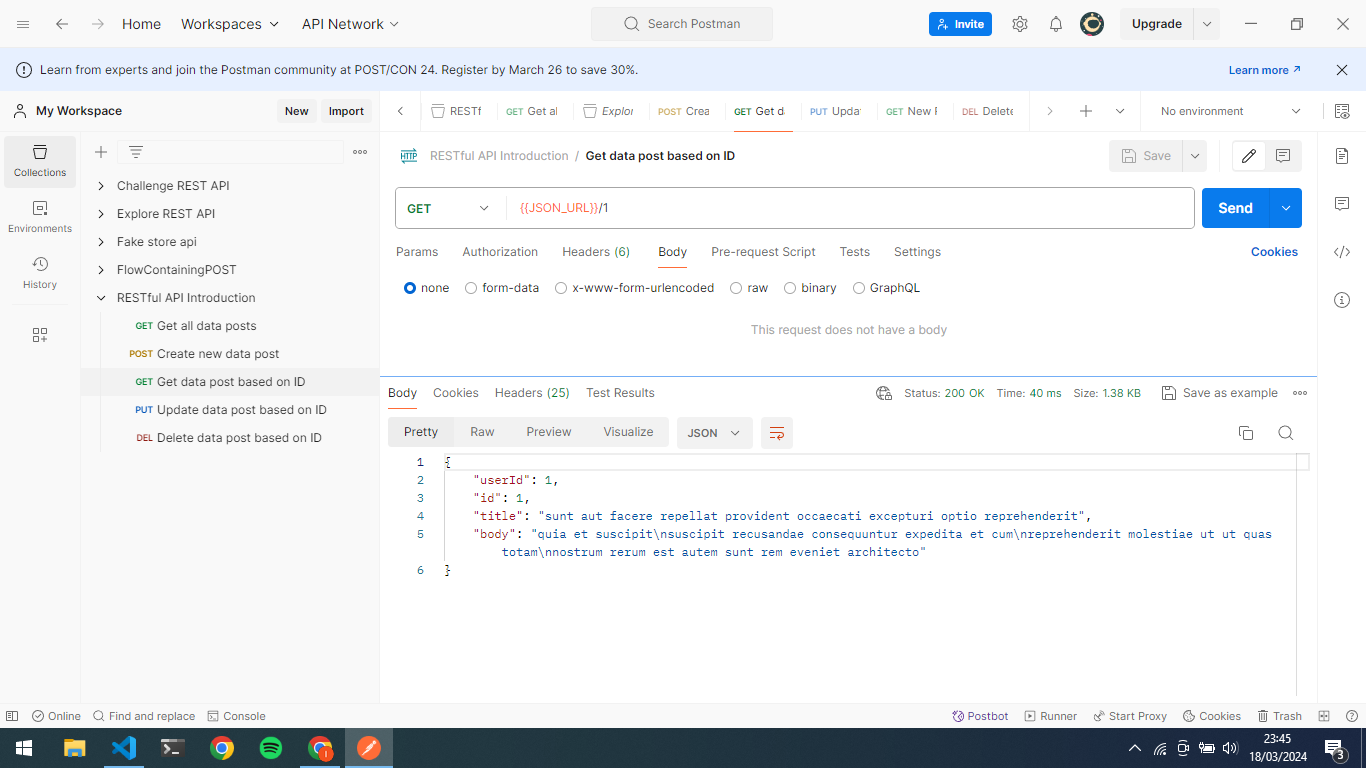 Home Workspaces API Network Search Postman Invite Upgrade
Learn from experts and join the Postman community at POST/CON 24. Register by March 26 to save 30%. Learn more
My Workspace New Import RESTf GET Get al Explor POST Crea GET Get da PUT Updat GET New R DEL Delete No environment
Collections
Environments
History
Challenge REST API
Explore REST API
Fake store api
FlowContainingPOST
RESTful API Introduction
GET Get all data posts
POST Create new data post
GET Get data post based on ID
PUT Update data post based on ID
DEL Delete data post based on ID
HTTP RESTful API Introduction / Get data post based on ID Save
GET {{JSON_URL}}/1 Send
Params Authorization Headers (6) Body Pre-request Script Tests Settings Cookies
none form-data x-www-form-urlencoded raw binary GraphQL
This request does not have a body
Body Cookies Headers (25) Test Results Status: 200 OK Time: 40 ms Size: 1.38 KB Save as example
Pretty Raw Preview Visualize JSON
1 {
2 "userId": 1,
3 "id": 1,
4 "title": "sunt aut facere repellat provident occaecati excepturi optio reprehenderit",
5 "body": "quia et suscipit\nsuscipit recusandae consequuntur expedita et cum\nreprehenderit molestiae ut ut quas
totam\nnostrum rerum est autem sunt rem eveniet architecto"
6 }
Online Find and replace Console Postbot Runner Start Proxy Cookies Trash
23:45
18/03/2024
3